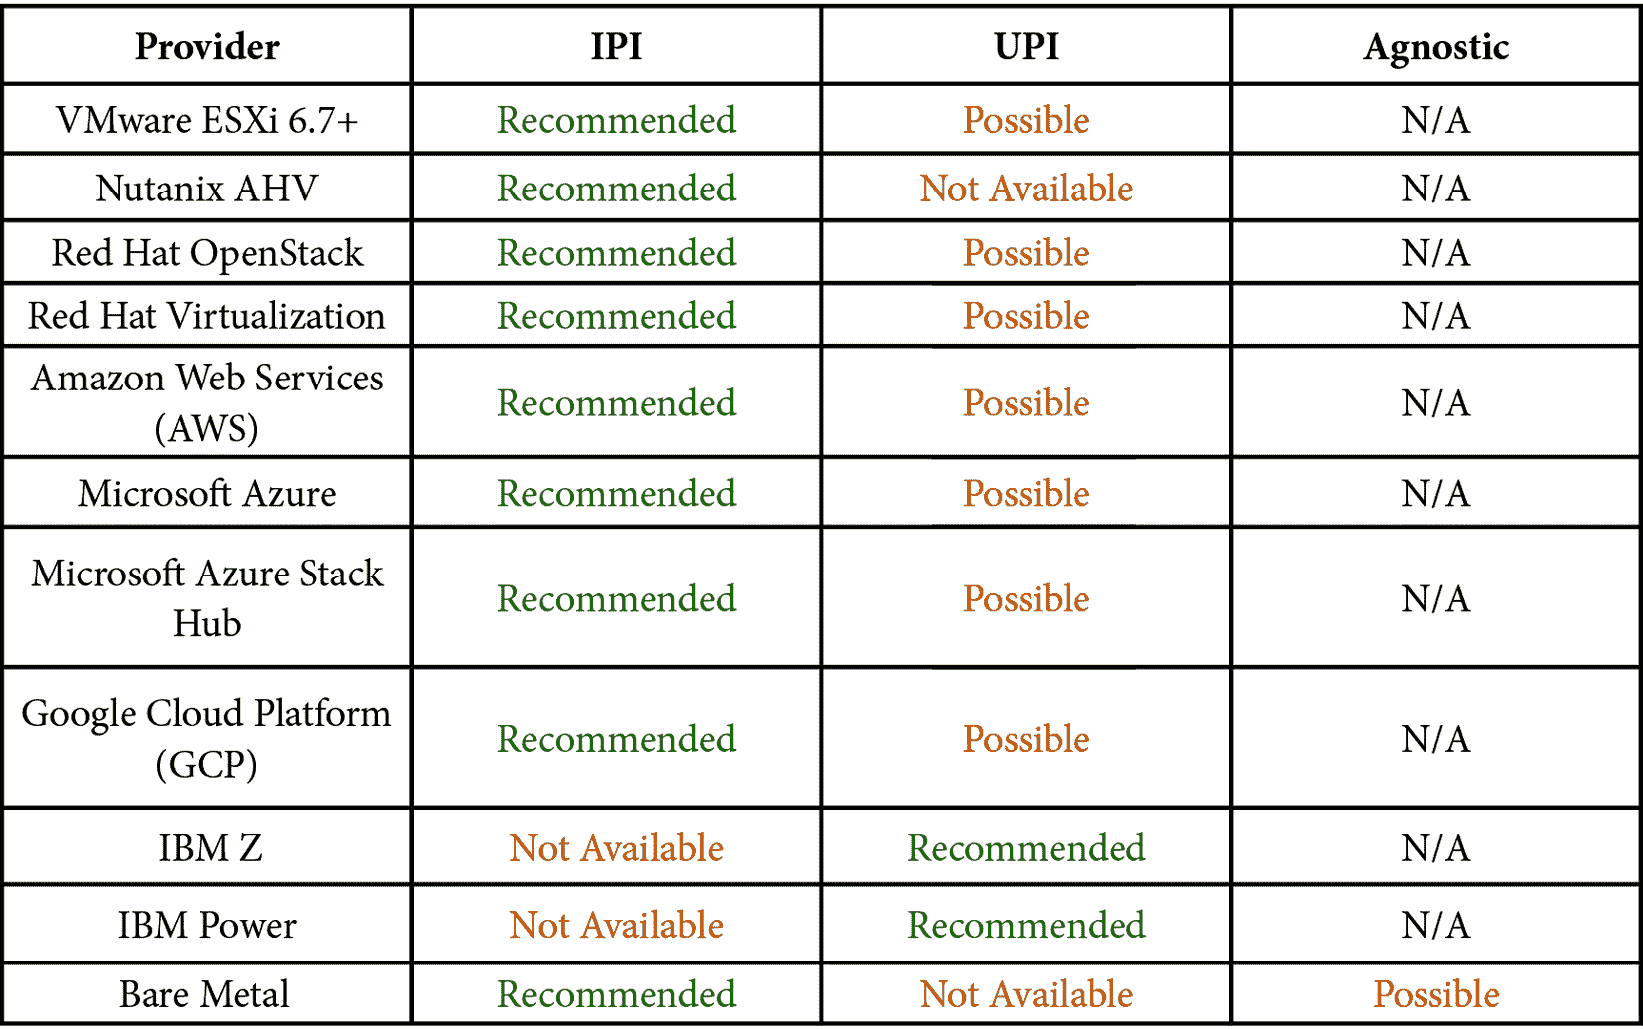 Provider IPI UPI Agnostic
VMware ESXi 6.7+ Recommended Possible N/A
Nutanix AHV Recommended Not Available N/A
Red Hat OpenStack Recommended Possible N/A
Red Hat Virtualization Recommended Possible N/A
Amazon Web Services
(AWS) Recommended Possible N/A
Microsoft Azure Recommended Possible N/A
Microsoft Azure Stack
Hub Recommended Possible N/A
Google Cloud Platform
(GCP) Recommended Possible N/A
IBM Z Not Available Recommended N/A
IBM Power Not Available Recommended N/A
Bare Metal Recommended Not Available Possible